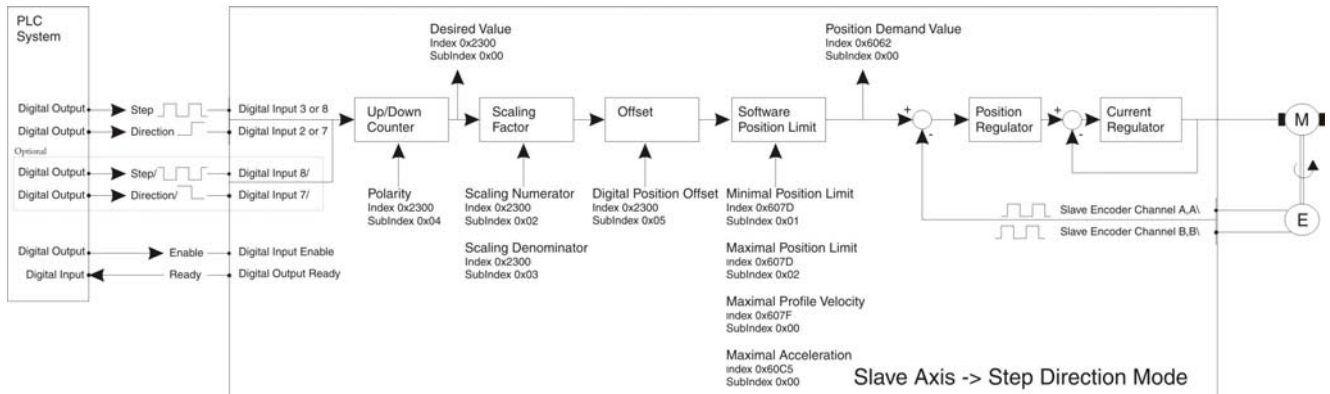 PLC
System
Desired Value
Index 0x2300
SubIndex 0x00
Position Demand Value
Index 0x6062
SubIndex 0x00
Digital Output
Step
Digital Input 3 or 8
Digital Output
Direction
Digital Input 2 or 7
Up/Down
Counter
Scaling
Factor
Offset
Software
Position Limit
+
-
Position
Regulator
+
-
Current
Regulator
M
Optional
Digital Output
Step/
Digital Input 8/
Digital Output
Direction/
Digital Input 7/
Polarity
Index 0x2300
SubIndex 0x04
Scaling Numerator
Index 0x2300
SubIndex 0x02
Digital Position Offset
Index 0x2300
SubIndex 0x05
Minimal Position Limit
Index 0x607D
SubIndex 0x01
Slave Encoder Channel A,A\
Slave Encoder Channel B,B\
E
Digital Output
Enable
Digital Input Enable
Digital Input
Ready
Digital Output Ready
Scaling Denominator
Index 0x2300
SubIndex 0x03
Maximal Position Limit
Index 0x607D
SubIndex 0x02
Maximal Profile Velocity
Index 0x607F
SubIndex 0x00
Maximal Acceleration
Index 0x60C5
SubIndex 0x00
Slave Axis -> Step Direction Mode